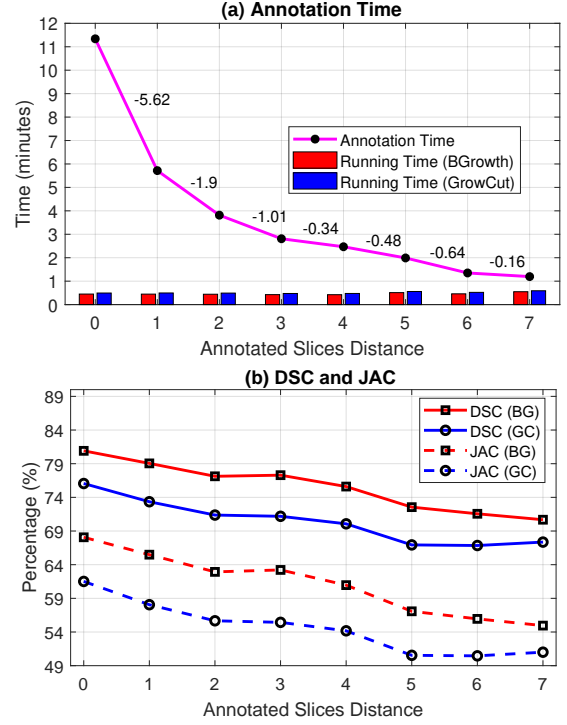 (a) Annotation Time
12
11
10
9
8
7
6
5
4
3
2
1
0
Time (minutes)
-5.62
-1.9
-1.01
-0.34
-0.48
-0.64
-0.16
Annotation Time
Running Time (BGrowth)
Running Time (GrowCut)
0 1 2 3 4 5 6 7
Annotated Slices Distance
(b) DSC and JAC
89
84
79
74
69
64
59
54
49
Percentage (%)
DSC (BG)
DSC (GC)
JAC (BG)
JAC (GC)
0 1 2 3 4 5 6 7
Annotated Slices Distance